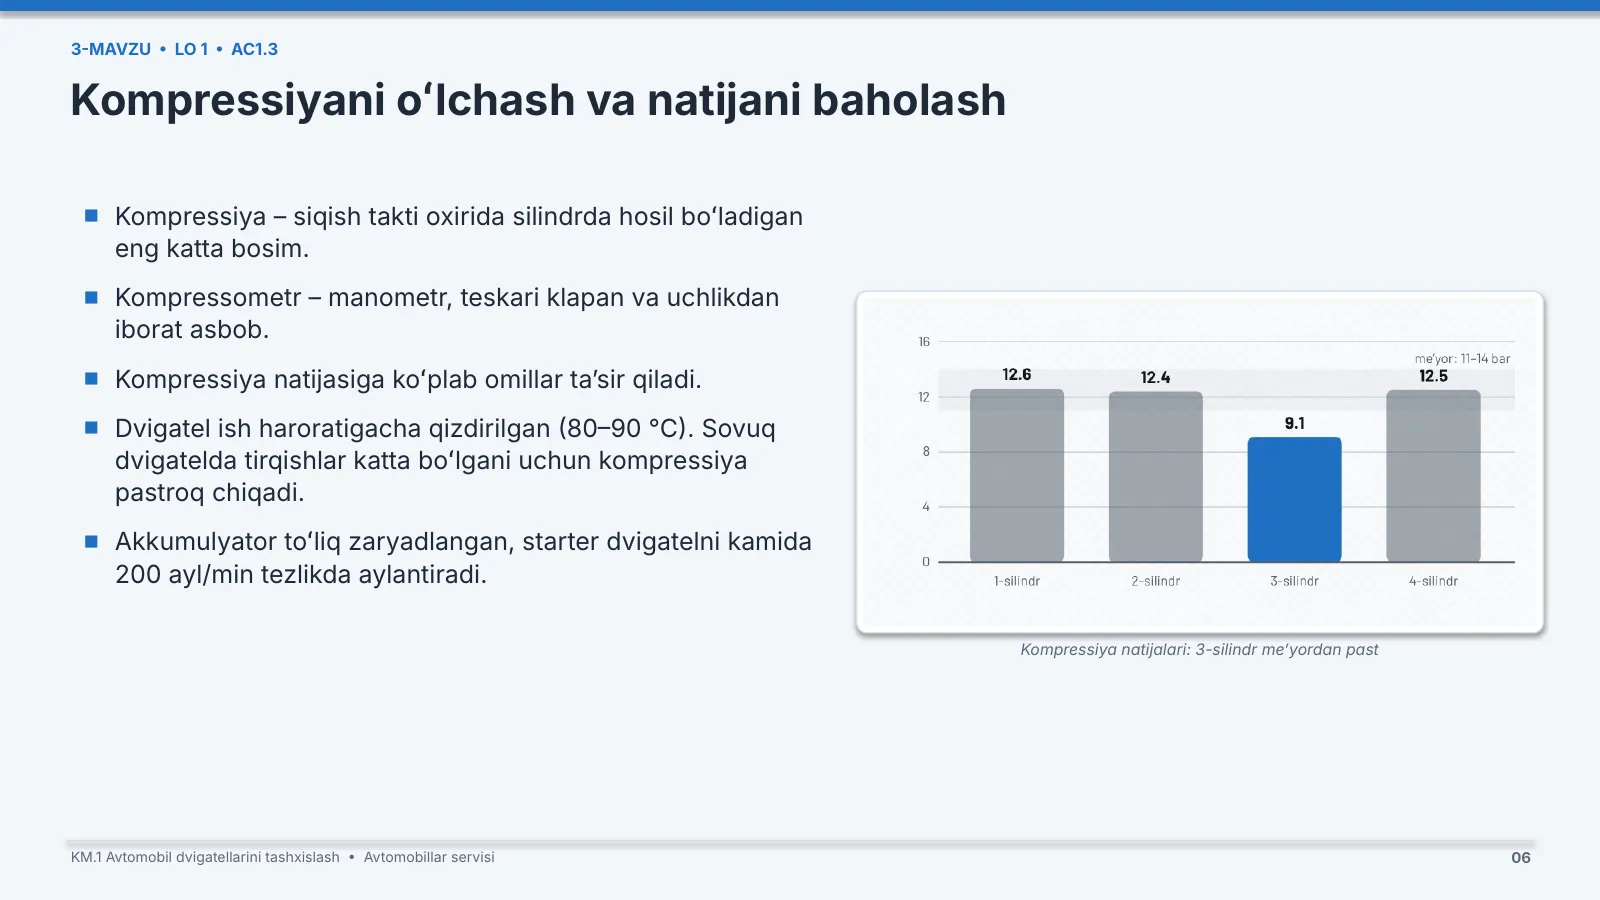 3-MAVZU • LO 1 • AC1.3
Kompressiyani oʻlchash va natijani baholash
Kompressiya – siqish takti oxirida silindrda hosil boʻladigan
eng katta bosim.
Kompressometr – manometr, teskari klapan va uchlikdan
iborat asbob.
Kompressiya natijasiga koʻplab omillar taʼsir qiladi.
Dvigatel ish haroratigacha qizdirilgan (80–90 °C). Sovuq
dvigatelda tirqishlar katta boʻlgani uchun kompressiya
pastroq chiqadi.
Akkumulyator toʻliq zaryadlangan, starter dvigatelni kamida
200 ayl/min tezlikda aylantiradi.
16
meʼyor: 11–14 bar
12.6
12.4
12.5
12
9.1
8
4
0
1-silindr
2-silindr
3-silindr
4-silindr
Kompressiya natijalari: 3-silindr meʼyordan past
KM.1 Avtomobil dvigatellarini tashxislash • Avtomobillar servisi
06